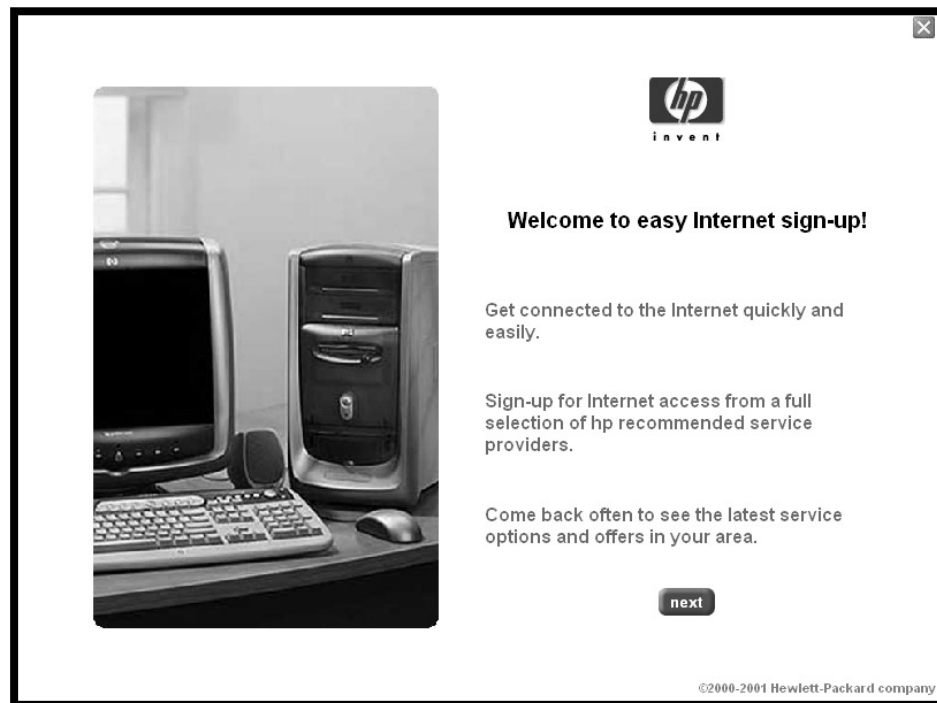 hp
invent
Welcome to easy Internet sign-up!
Get connected to the Internet quickly and
easily.
Sign-up for Internet access from a full
selection of hp recommended service
providers.
Come back often to see the latest service
options and offers in your area.
next
©2000-2001 Hewlett-Packard company